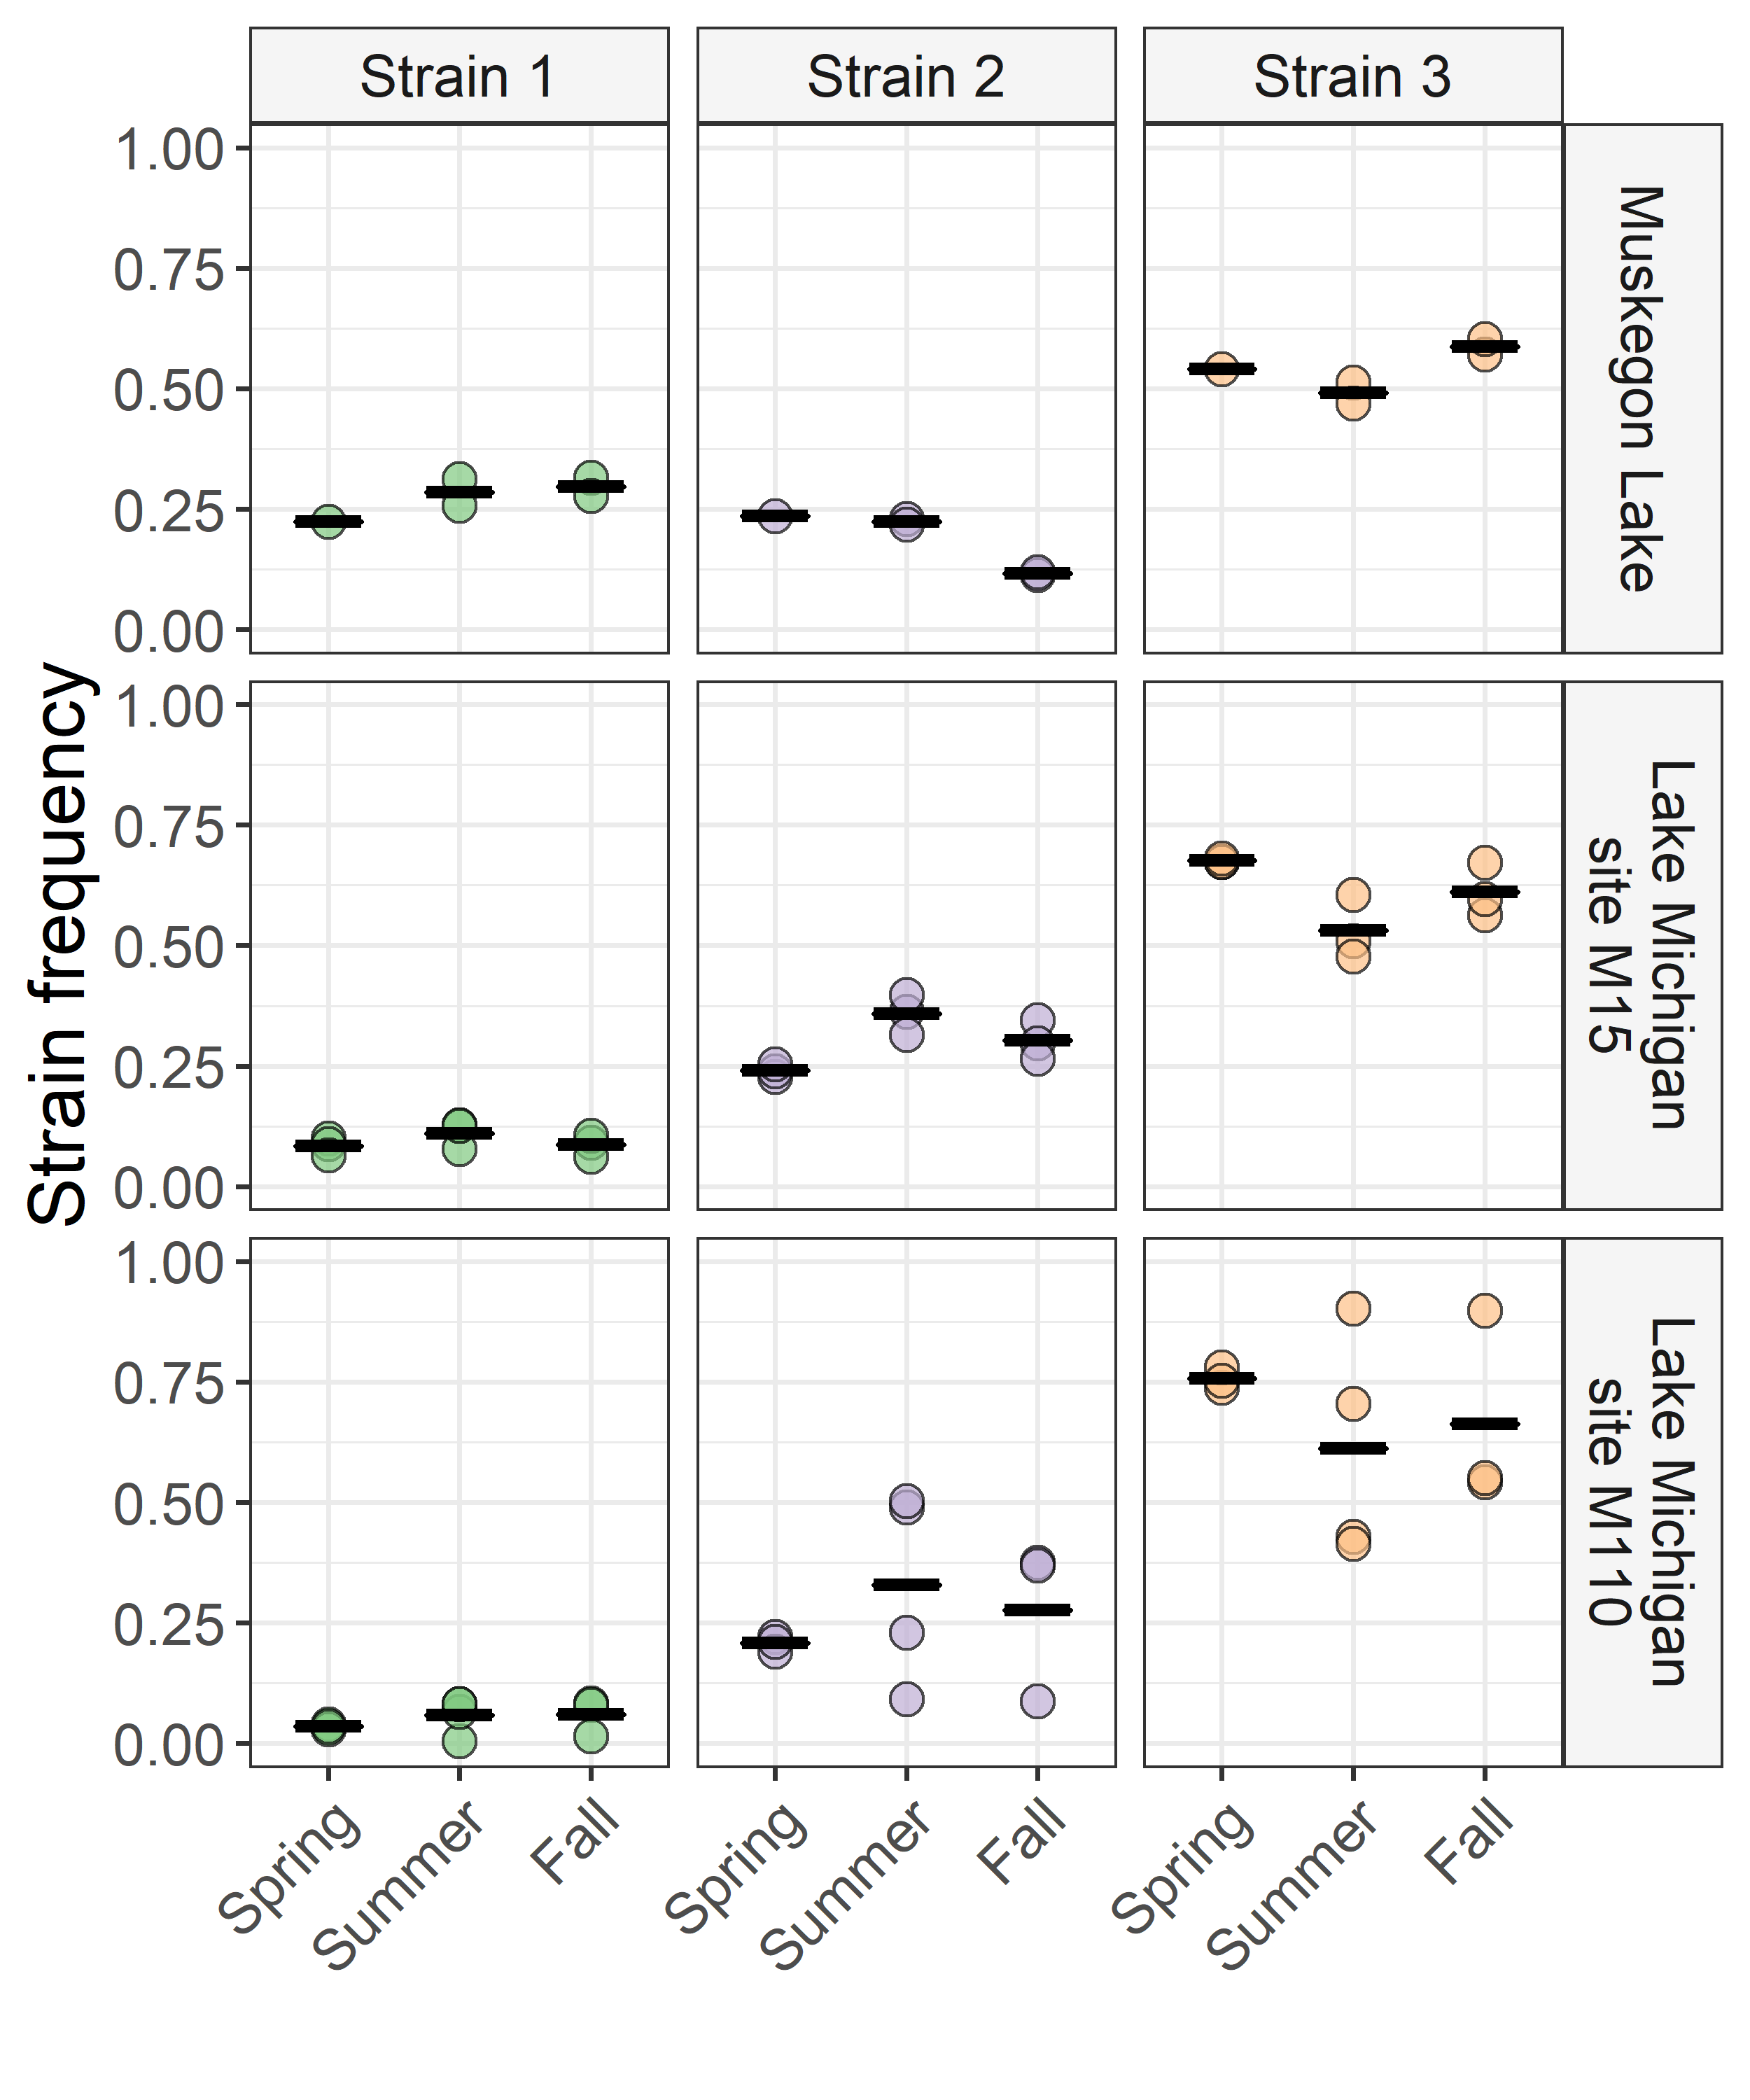 Strain 1
Strain 2
Strain 3
1.00
0.75
0.50
0.25
0.00
Muskegon Lake
Strain frequency
1.00
0.75
0.50
0.25
0.00
Lake Michigan
site M15
1.00
0.75
0.50
0.25
0.00
Lake Michigan
site M110
Spring
Summer
Fall
Spring
Summer
Fall
Spring
Summer
Fall